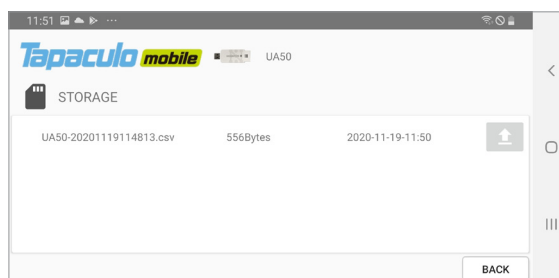 11:51
Tapaculo mobile UA50
STORAGE
UA50-20201119114813.csv 556Bytes 2020-11-19-11:50
BACK